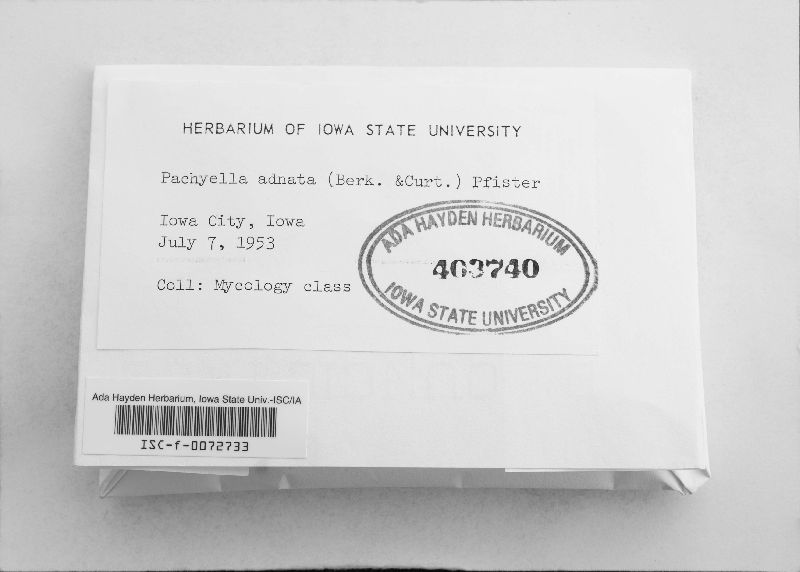 HERBARIUM OF IOWA STATE UNIVERSITY
Pachyella adnata (Berk. &Curt.) Pfister
Iowa City, Iowa
July 7, 1953
Coll: Mycology class
ADA HAYDEN HERBARIUM
403740
IOWA STATE UNIVERSITY
Ada Hayden Herbarium, Iowa State Univ.-ISC/IA
ISC-f-0072733